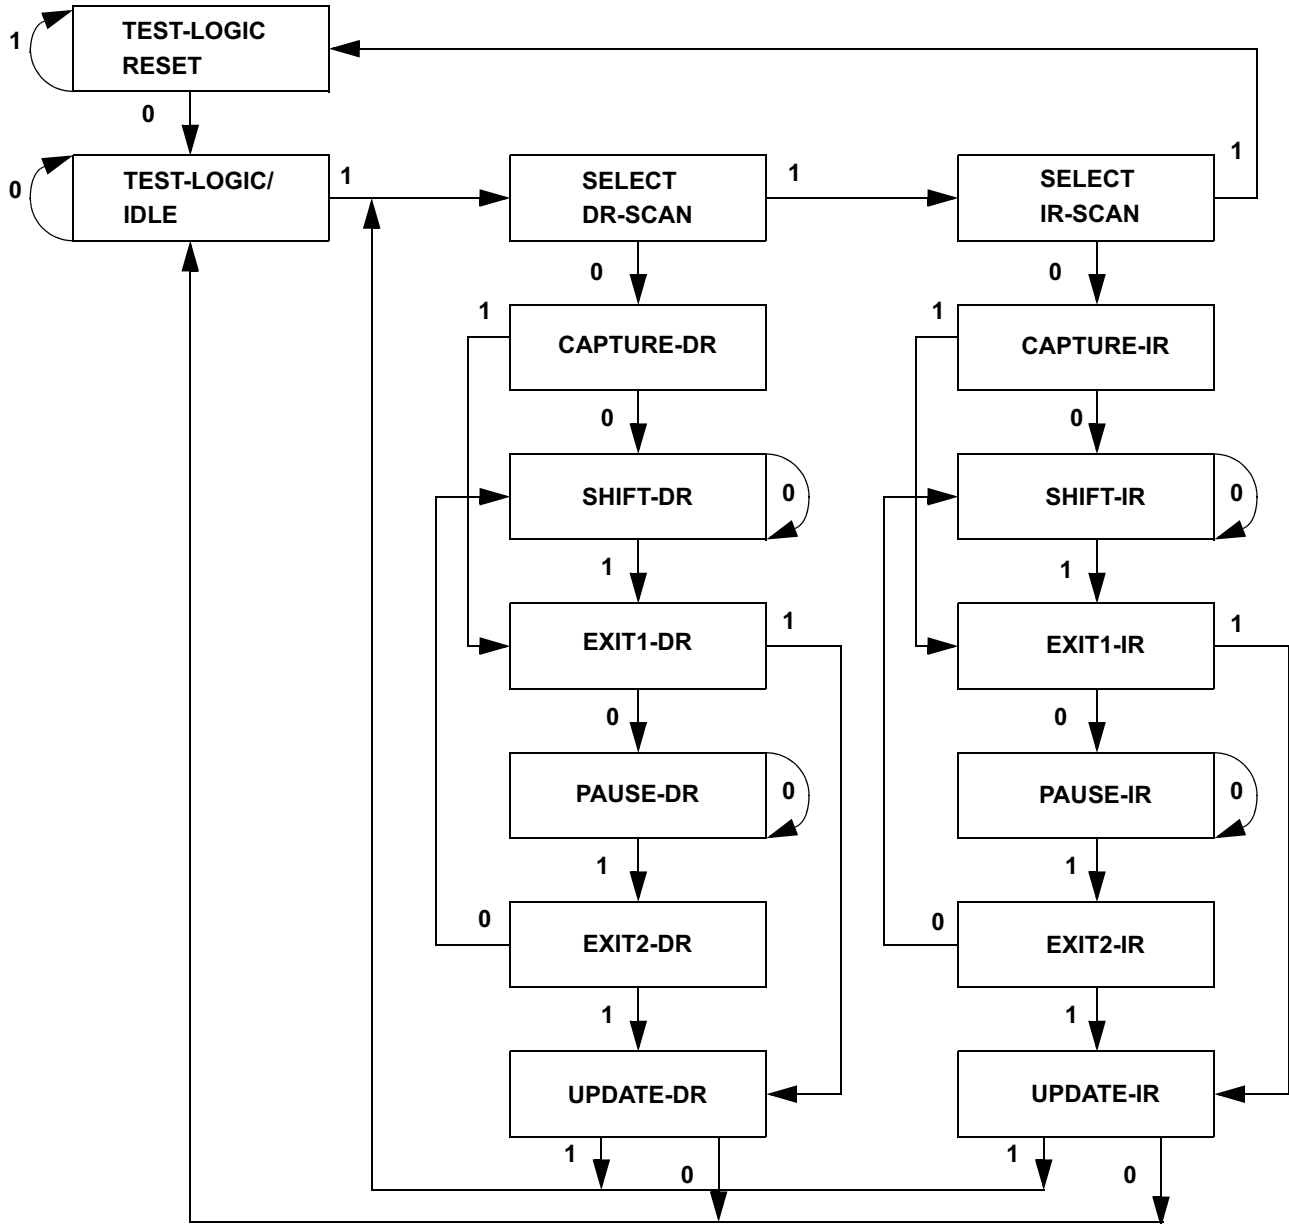 1
TEST-LOGIC
RESET
0
0
TEST-LOGIC/
IDLE
1
SELECT
DR-SCAN
1
SELECT
IR-SCAN
1
0
0
1
CAPTURE-DR
1
CAPTURE-IR
0
0
SHIFT-DR
0
SHIFT-IR
0
1
1
EXIT1-DR
1
EXIT1-IR
1
0
0
PAUSE-DR
0
PAUSE-IR
0
1
1
0
EXIT2-DR
0
EXIT2-IR
1
1
UPDATE-DR
UPDATE-IR
1
0
1
0